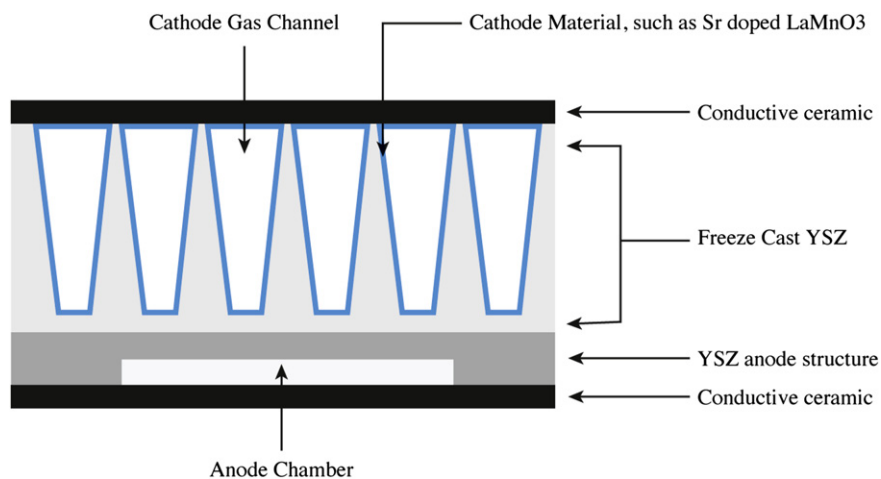 Cathode Gas Channel
Cathode Material, such as Sr doped LaMnO3
Conductive ceramic
Freeze Cast YSZ
YSZ anode structure
Conductive ceramic
Anode Chamber